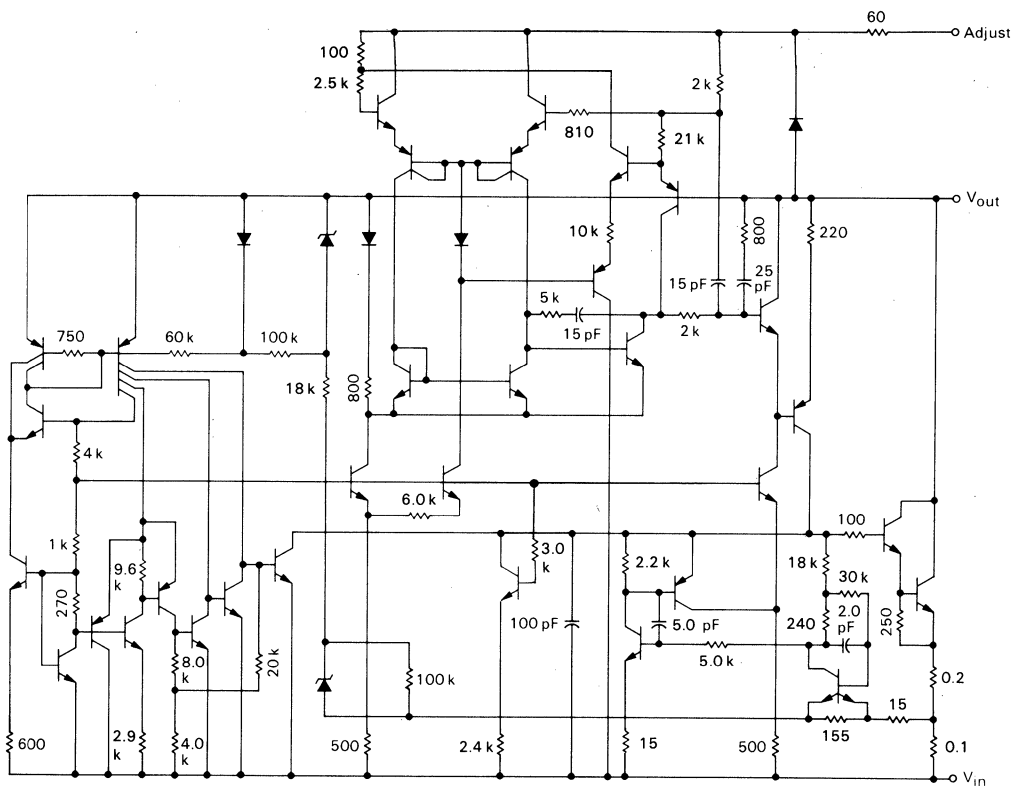 60
Adjust
100
2.5 k
2 k
810
21 k
Vout
10 k
800
220
15 pF
25
pF
5 k
15 pF
2 k
750
60 k
100 k
18 k
800
4 k
6.0 k
1 k
9.6
k
3.0
k
2.2 k
100
18 k
30 k
270
100 pF
5.0 pF
240
2.0
pF
250
8.0
k
20 k
100 k
5.0 k
0.2
15
155
600
2.9
k
4.0
k
500
2.4 k
15
500
0.1
Vin